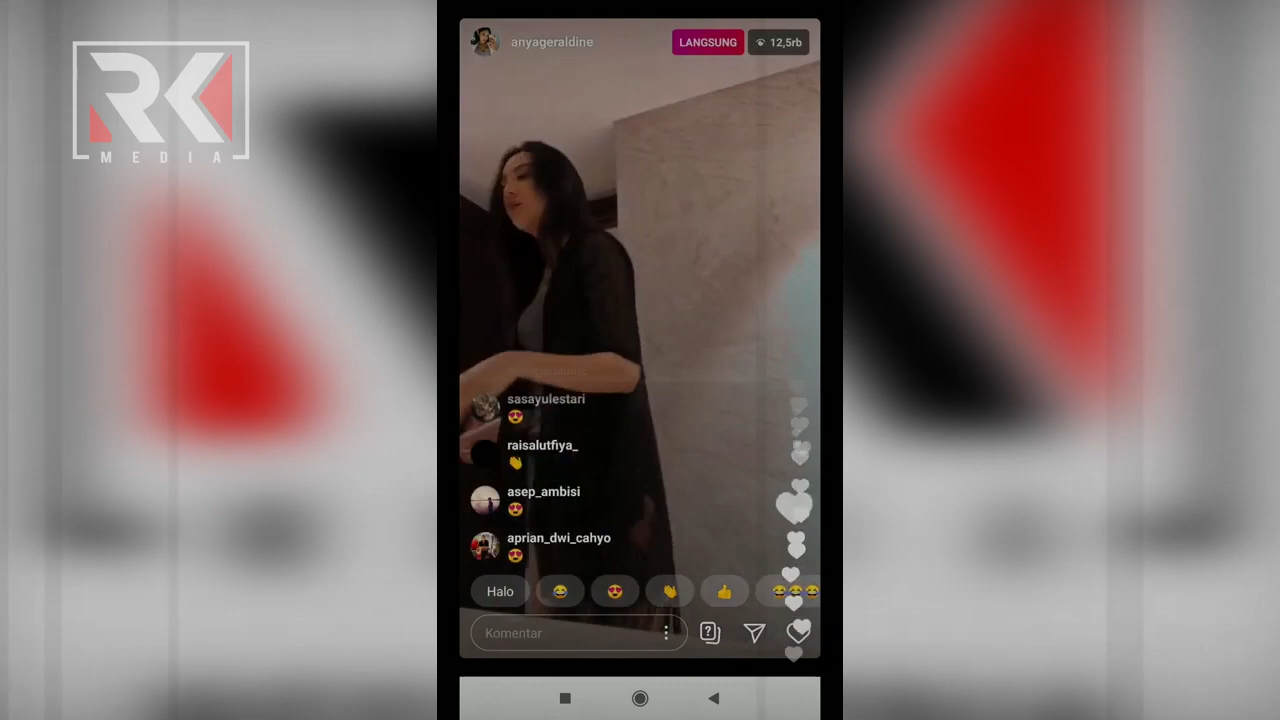 RK
MEDIA
anyageraldine
LANGSUNG
12,5rb
sasayulestari
😍
raisalutfiya_
👏
asep_ambisi
😍
aprian_dwi_cahyo
😍
Halo 😂 😍 👏 👍 😂😂😂
Komentar